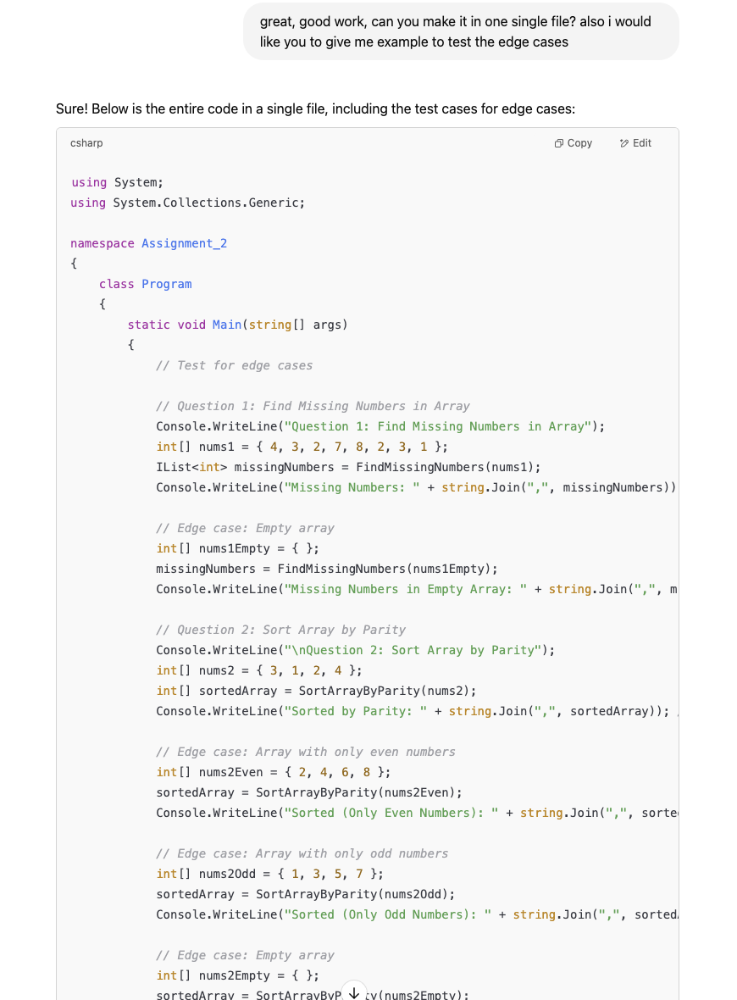 great, good work, can you make it in one single file? also i would
like you to give me example to test the edge cases
Sure! Below is the entire code in a single file, including the test cases for edge cases:
csharp
Copy
Edit
using System;
using System.Collections.Generic;
namespace Assignment_2
{
class Program
{
static void Main(string[] args)
{
// Test for edge cases
// Question 1: Find Missing Numbers in Array
Console.WriteLine("Question 1: Find Missing Numbers in Array");
int[] nums1 = { 4, 3, 2, 7, 8, 2, 3, 1 };
IList<int> missingNumbers = FindMissingNumbers(nums1);
Console.WriteLine("Missing Numbers: " + string.Join(",", missingNumbers))
// Edge case: Empty array
int[] nums1Empty = { };
missingNumbers = FindMissingNumbers(nums1Empty);
Console.WriteLine("Missing Numbers in Empty Array: " + string.Join(",", m
// Question 2: Sort Array by Parity
Console.WriteLine("\nQuestion 2: Sort Array by Parity");
int[] nums2 = { 3, 1, 2, 4 };
int[] sortedArray = SortArrayByParity(nums2);
Console.WriteLine("Sorted by Parity: " + string.Join(",", sortedArray));
// Edge case: Array with only even numbers
int[] nums2Even = { 2, 4, 6, 8 };
sortedArray = SortArrayByParity(nums2Even);
Console.WriteLine("Sorted (Only Even Numbers): " + string.Join(",", sorte
// Edge case: Array with only odd numbers
int[] nums2Odd = { 1, 3, 5, 7 };
sortedArray = SortArrayByParity(nums2Odd);
Console.WriteLine("Sorted (Only Odd Numbers): " + string.Join(",", sorted
// Edge case: Empty array
int[] nums2Empty = { };
sortedArray = SortArrayByP ty(nums2Empty);